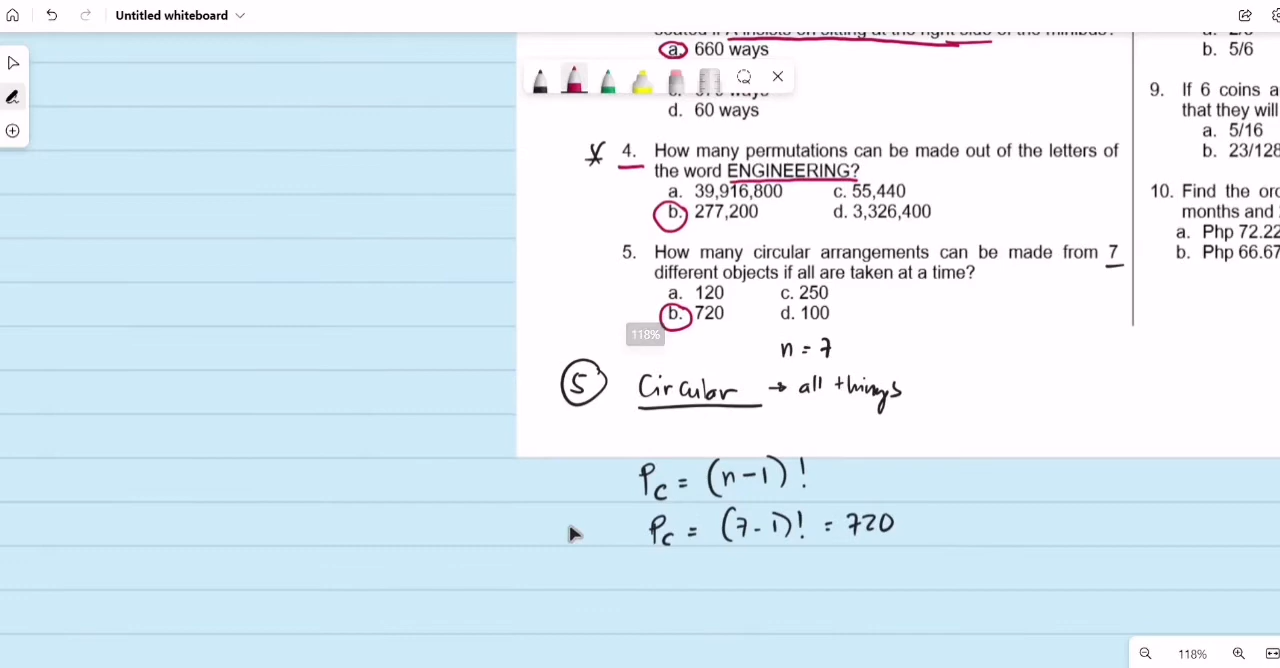 Untitled whiteboard
of the minibus?
a. 660 ways
d. 60 ways
4. How many permutations can be made out of the letters of
the word ENGINEERING?
a. 39,916,800 c. 55,440
b. 277,200 d. 3,326,400
5. How many circular arrangements can be made from 7
different objects if all are taken at a time?
a. 120 c. 250
b. 720 d. 100
118%
n = 7
5 Circular → all things
Pc = (n-1)!
Pc = (7-1)! = 720
b. 5/6
9. If 6 coins a
that they will
a. 5/16
b. 23/128
10. Find the orc
months and
a. Php 72.22
b. Php 66.67
118%